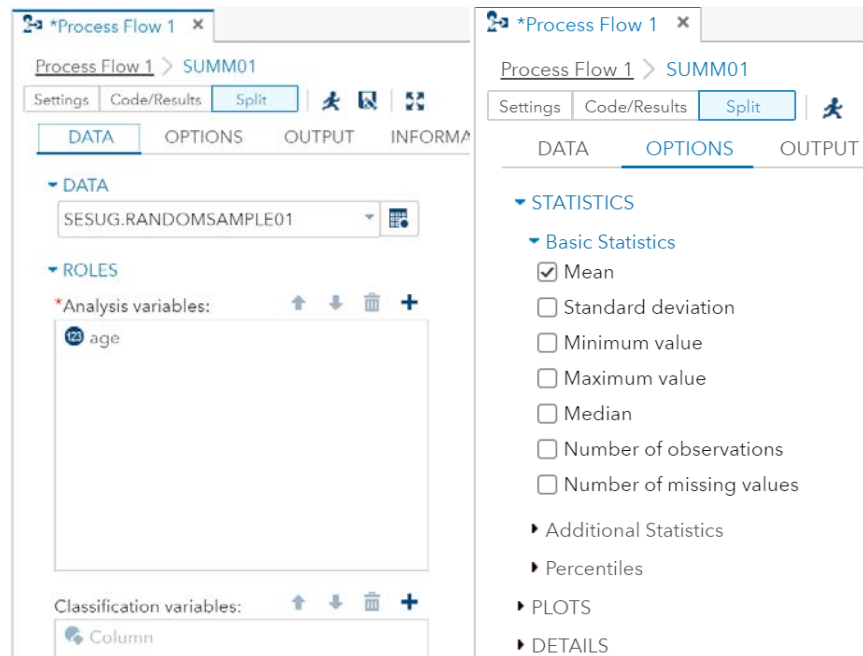 *Process Flow 1 ×
Process Flow 1 > SUMM01
Settings Code/Results Split
DATA OPTIONS OUTPUT INFORMA
DATA
SESUG.RANDOMSAMPLE01
ROLES
*Analysis variables:
123 age
Classification variables:
Column
*Process Flow 1 ×
Process Flow 1 > SUMM01
Settings Code/Results Split
DATA OPTIONS OUTPUT
STATISTICS
Basic Statistics
Mean
Standard deviation
Minimum value
Maximum value
Median
Number of observations
Number of missing values
Additional Statistics
Percentiles
PLOTS
DETAILS